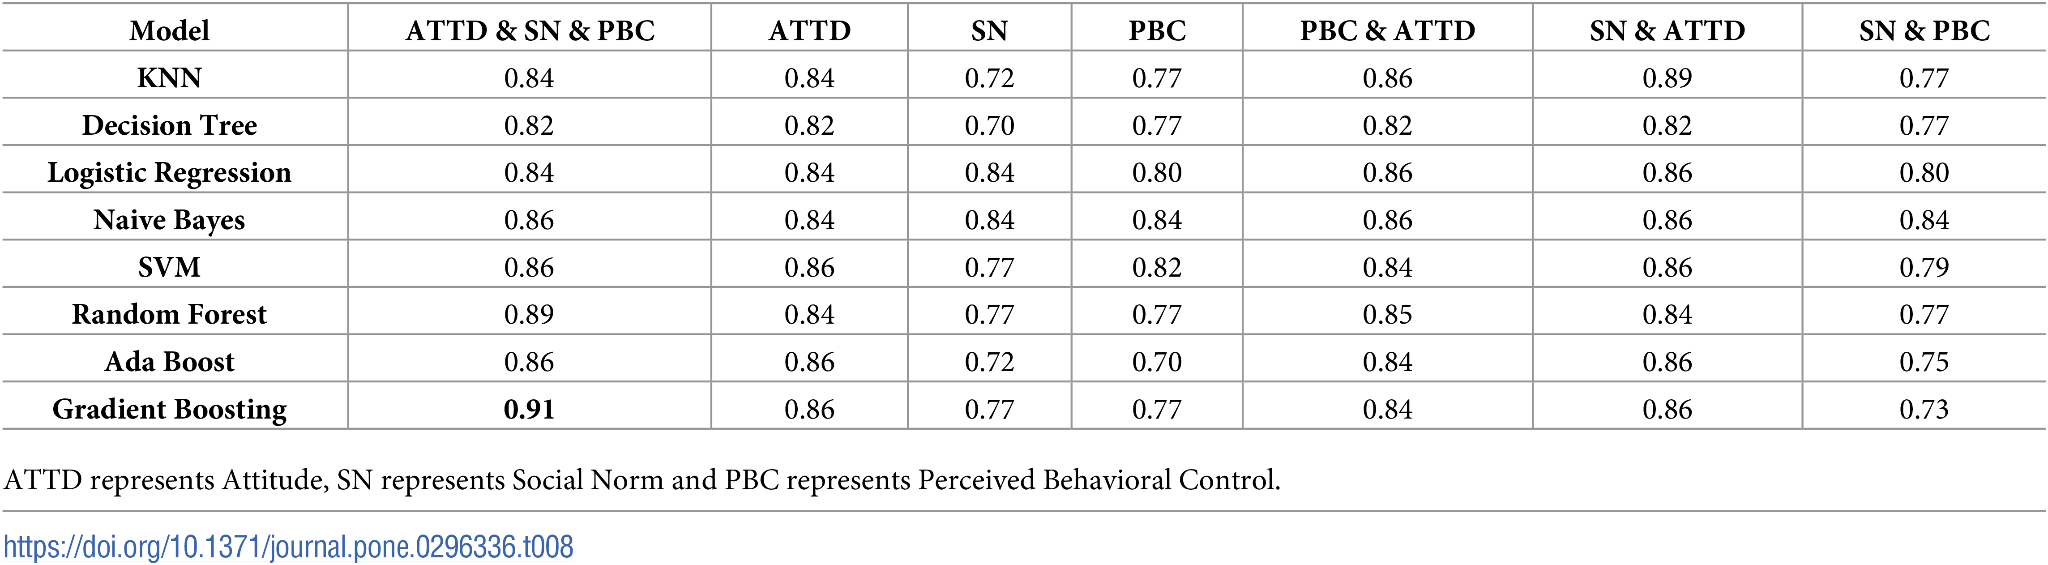 Model ATTD & SN & PBC ATTD SN PBC PBC & ATTD SN & ATTD SN & PBC
KNN 0.84 0.84 0.72 0.77 0.86 0.89 0.77
Decision Tree 0.82 0.82 0.70 0.77 0.82 0.82 0.77
Logistic Regression 0.84 0.84 0.84 0.80 0.86 0.86 0.80
Naive Bayes 0.86 0.84 0.84 0.84 0.86 0.86 0.84
SVM 0.86 0.86 0.77 0.82 0.84 0.86 0.79
Random Forest 0.89 0.84 0.77 0.77 0.85 0.84 0.77
Ada Boost 0.86 0.86 0.72 0.70 0.84 0.86 0.75
Gradient Boosting 0.91 0.86 0.77 0.77 0.84 0.86 0.73
ATTD represents Attitude, SN represents Social Norm and PBC represents Perceived Behavioral Control.
https://doi.org/10.1371/journal.pone.0296336.t008